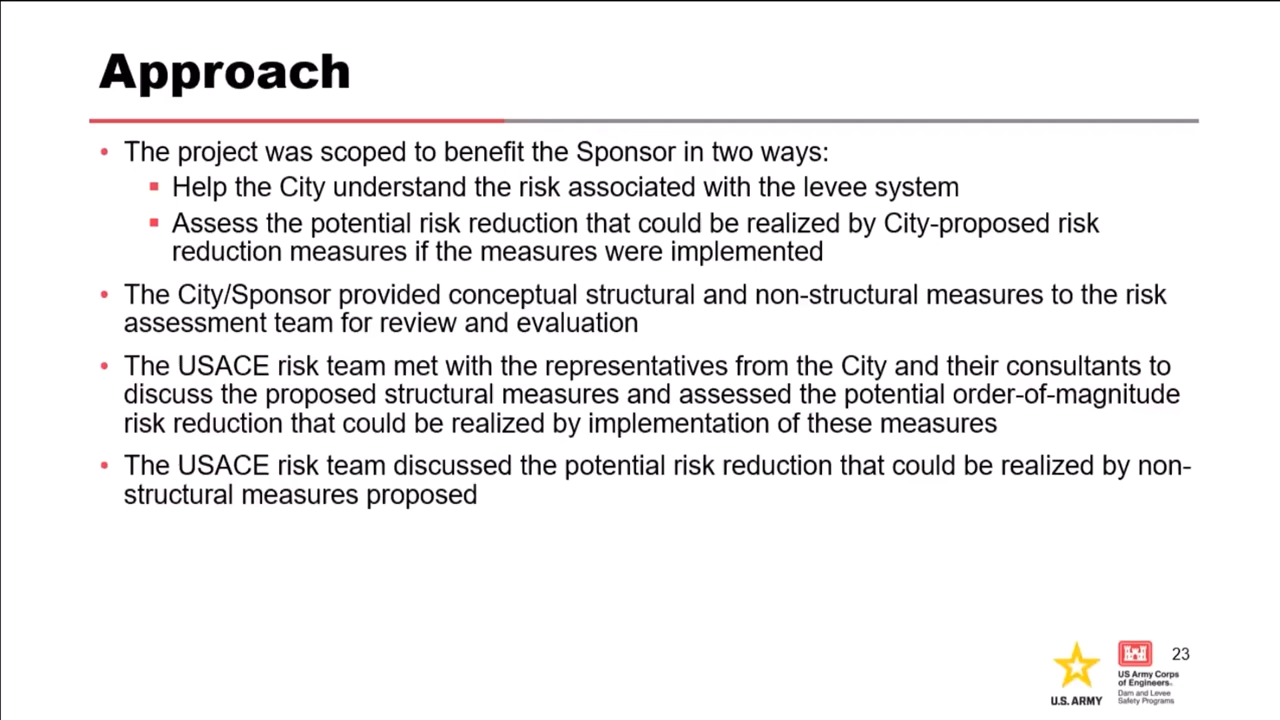 Approach
• The project was scoped to benefit the Sponsor in two ways:
▪ Help the City understand the risk associated with the levee system
▪ Assess the potential risk reduction that could be realized by City-proposed risk
reduction measures if the measures were implemented
• The City/Sponsor provided conceptual structural and non-structural measures to the risk
assessment team for review and evaluation
• The USACE risk team met with the representatives from the City and their consultants to
discuss the proposed structural measures and assessed the potential order-of-magnitude
risk reduction that could be realized by implementation of these measures
• The USACE risk team discussed the potential risk reduction that could be realized by non-
structural measures proposed
U.S. ARMY
US Army Corps
of Engineers.
Dam and Levee
Safety Programs
23